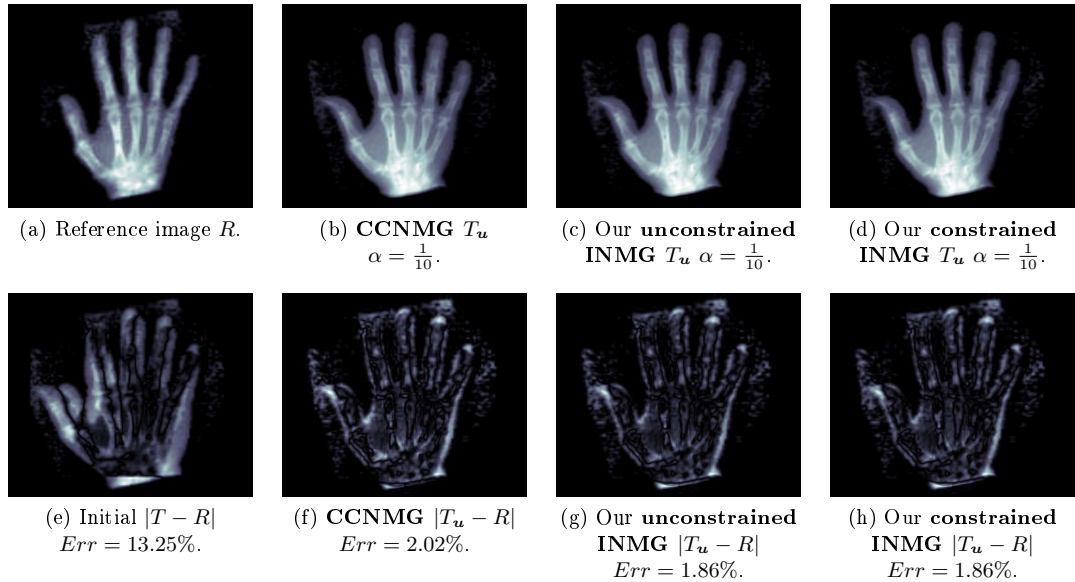 (a) Reference image R.
(b) CCNMG T_u
α = 1/10.
(c) Our unconstrained
INMG T_u α = 1/10.
(d) Our constrained
INMG T_u α = 1/10.
(e) Initial |T − R|
Err = 13.25%.
(f) CCNMG |T_u − R|
Err = 2.02%.
(g) Our unconstrained
INMG |T_u − R|
Err = 1.86%.
(h) Our constrained
INMG |T_u − R|
Err = 1.86%.